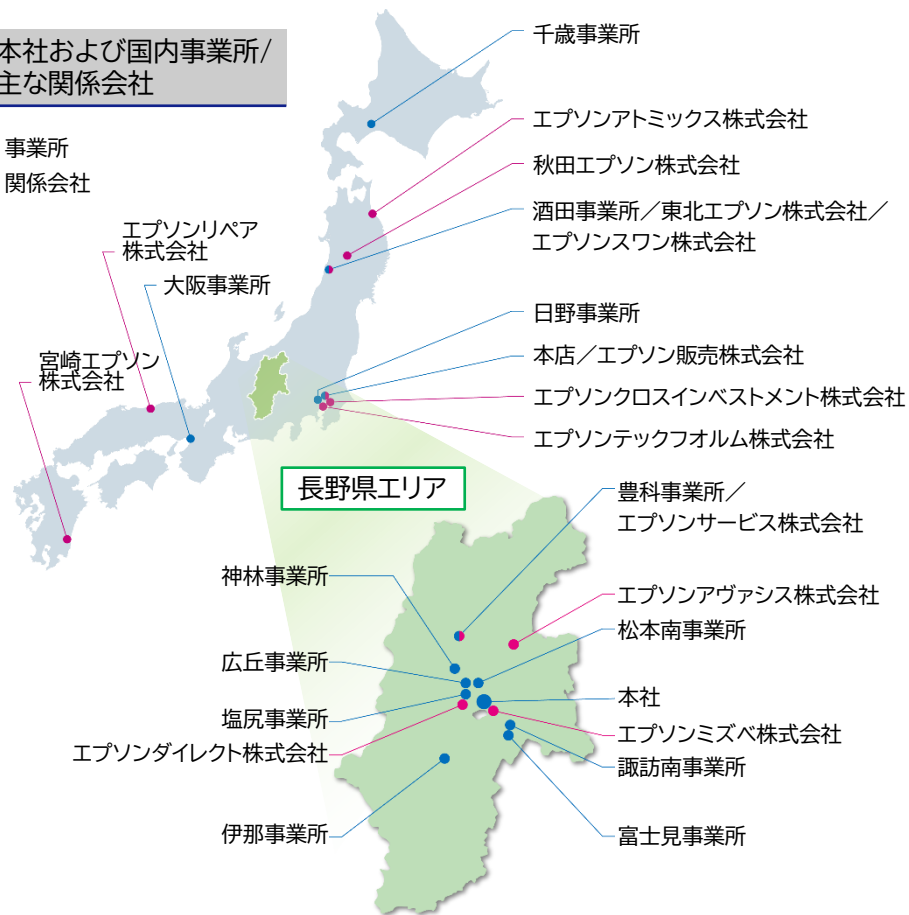 本社および国内事業所/
主な関係会社
事業所
関係会社
千歳事業所
エプソンアトミックス株式会社
秋田エプソン株式会社
酒田事業所／東北エプソン株式会社／
エプソンスワン株式会社
エプソンリペア
株式会社
大阪事業所
宮崎エプソン
株式会社
日野事業所
本店／エプソン販売株式会社
エプソンクロスインベストメント株式会社
エプソンテックフオルム株式会社
長野県エリア
豊科事業所／
エプソンサービス株式会社
神林事業所
エプソンアヴァシス株式会社
松本南事業所
広丘事業所
本社
塩尻事業所
エプソンミズベ株式会社
エプソンダイレクト株式会社
諏訪南事業所
伊那事業所
富士見事業所